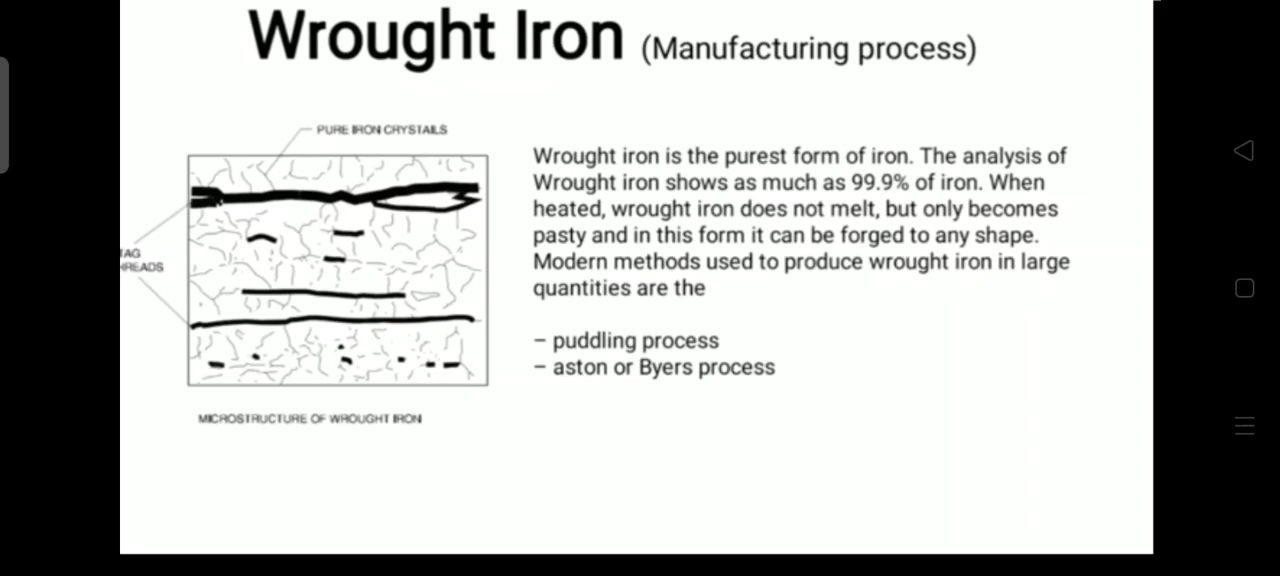 Wrought Iron (Manufacturing process)
PURE IRON CRYSTAILS
TAG
HREADS
MICROSTRUCTURE OF WROUGHT IRON
Wrought iron is the purest form of iron. The analysis of
Wrought iron shows as much as 99.9% of iron. When
heated, wrought iron does not melt, but only becomes
pasty and in this form it can be forged to any shape.
Modern methods used to produce wrought iron in large
quantities are the
– puddling process
– aston or Byers process